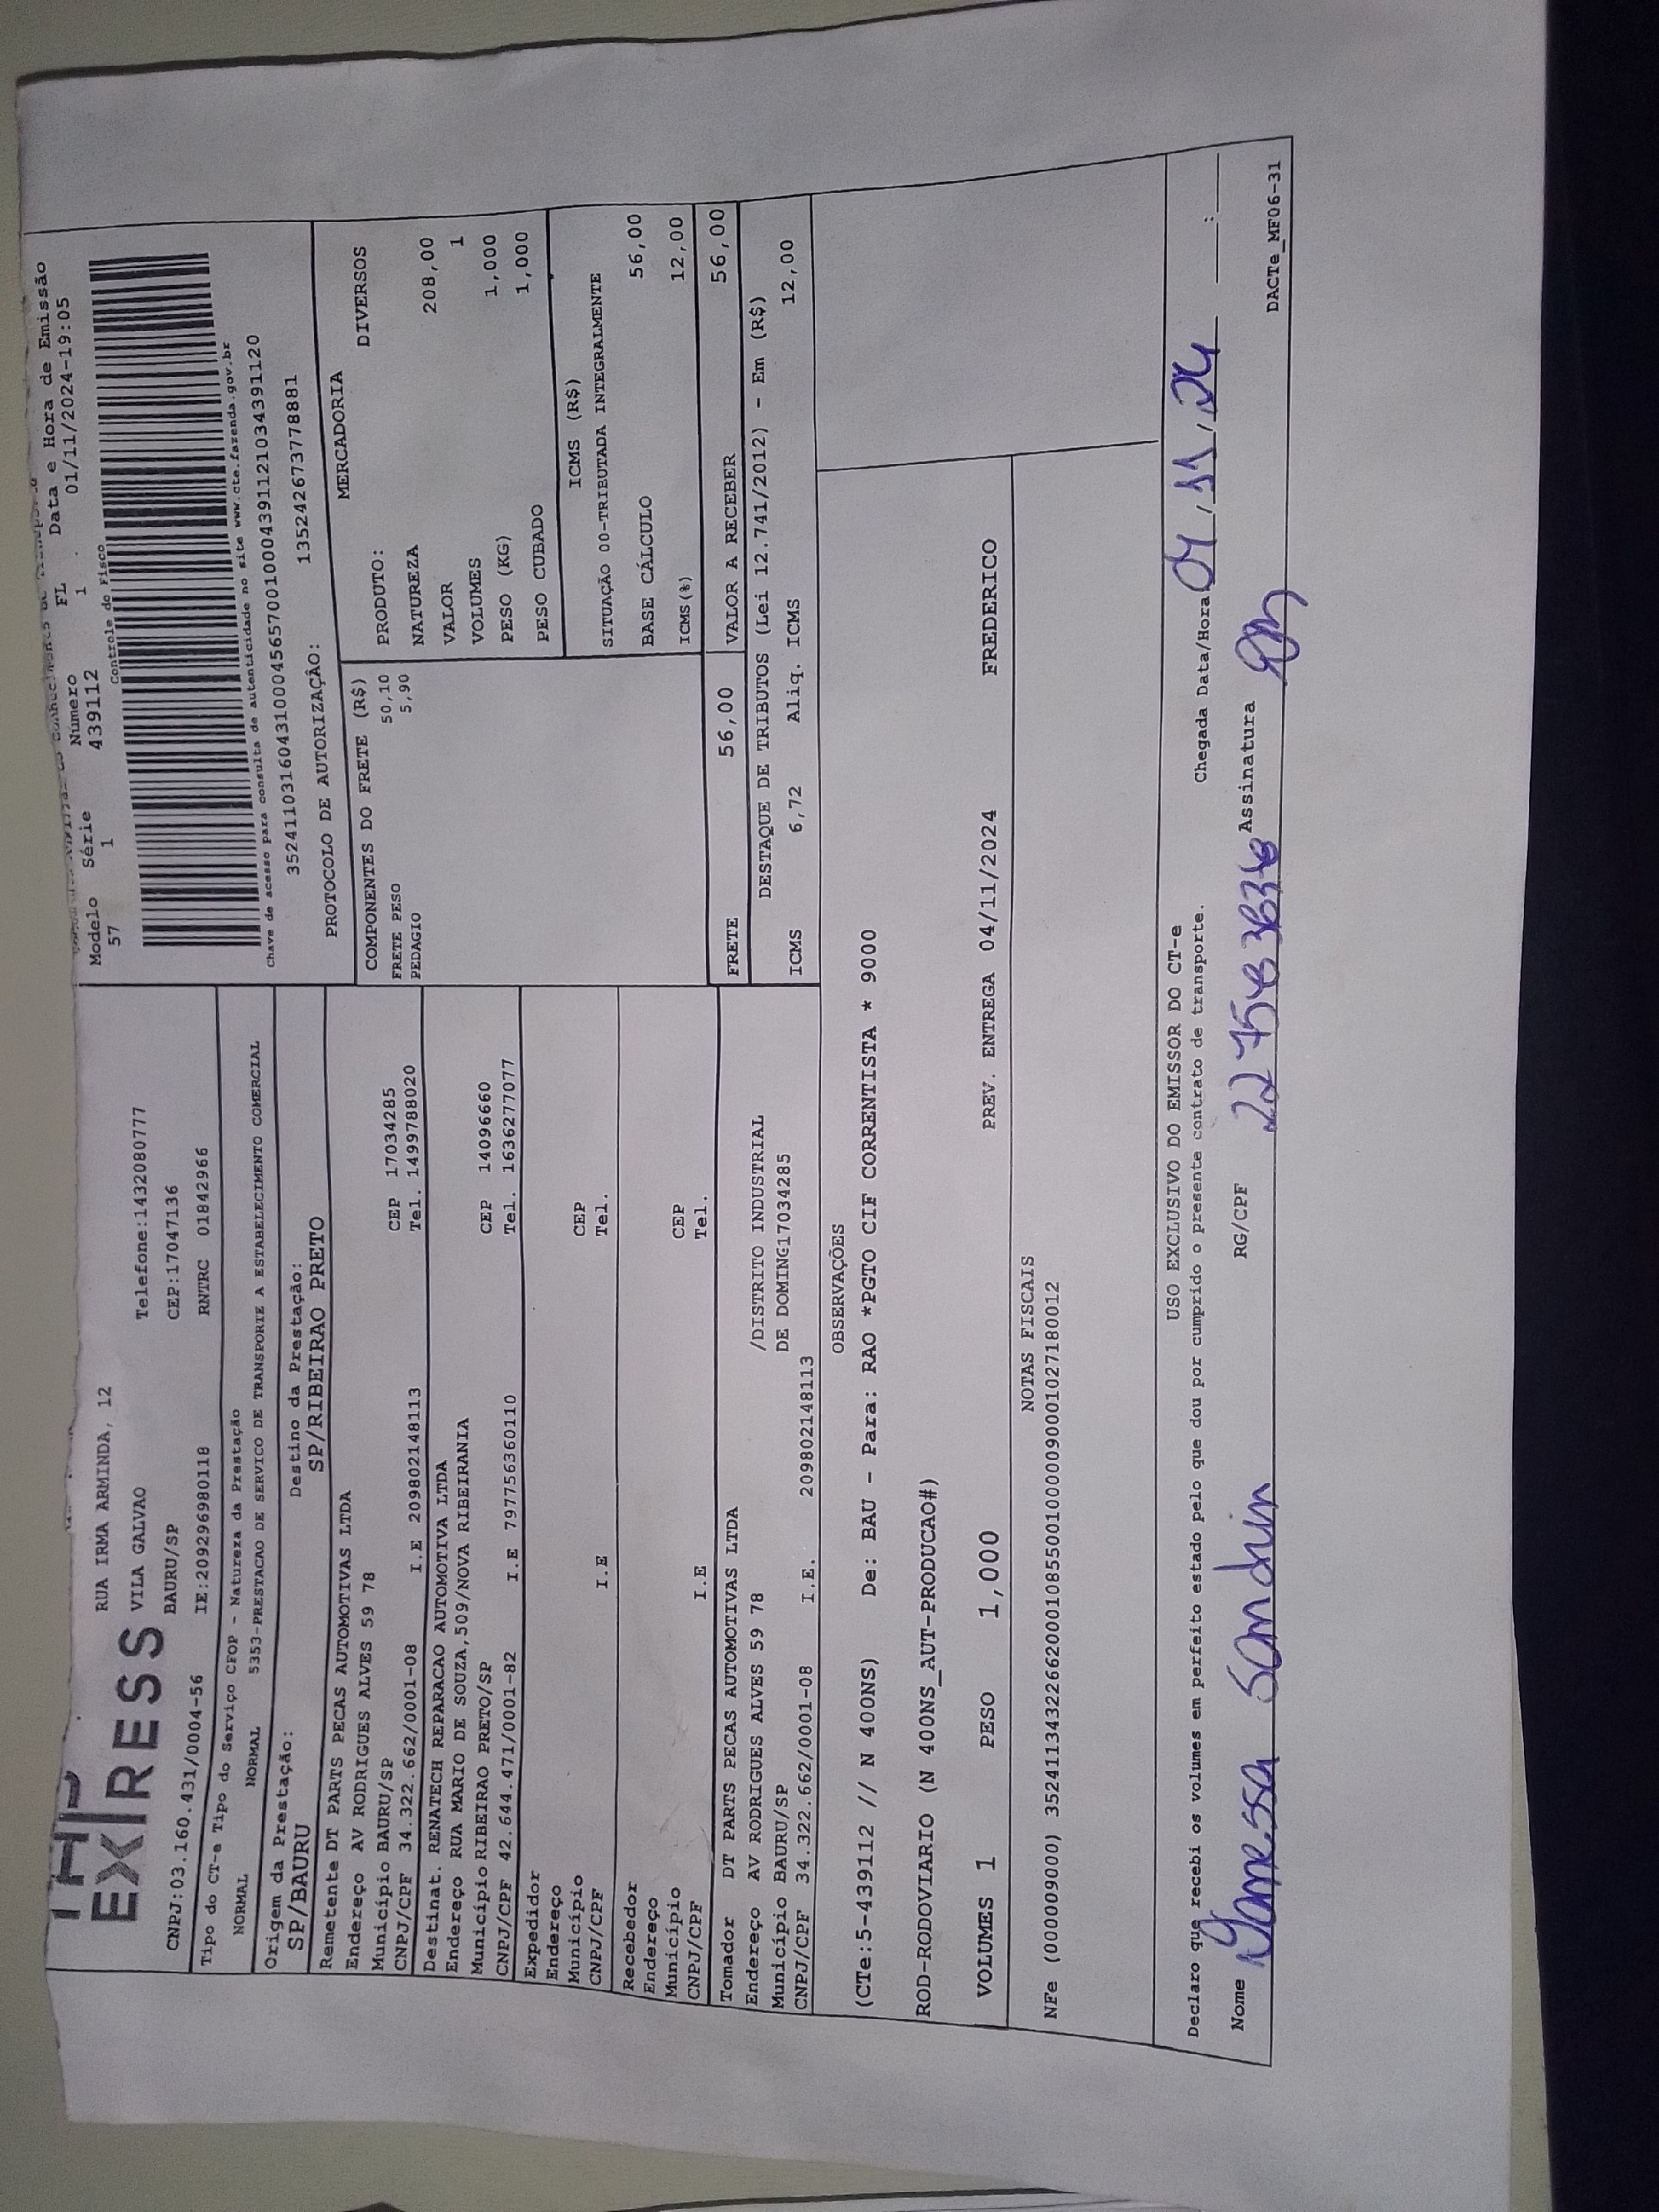 EX RESS
RUA IRMA ARMINDA, 12
VILA GALVAO Telefone:1432080777
BAURU/SP CEP:17047136
CNPJ:03.160.431/0004-56 IE:209296980118 RNTRC 01842966
Tipo do CT-e Tipo do Serviço CFOP - Natureza da Prestação
NORMAL NORMAL 5353-PRESTACAO DE SERVICO DE TRANSPORTE A ESTABELECIMENTO COMERCIAL
Origem da Prestação: Destino da Prestação:
SP/BAURU SP/RIBEIRAO PRETO
Remetente DT PARTS PECAS AUTOMOTIVAS LTDA
Endereço AV RODRIGUES ALVES 59 78
Município BAURU/SP CEP 17034285
CNPJ/CPF 34.322.662/0001-08 I.E 209802148113 Tel. 1499788020
Destinat. RENATECH REPARACAO AUTOMOTIVA LTDA
Endereço RUA MARIO DE SOUZA,509/NOVA RIBEIRANIA
Município RIBEIRAO PRETO/SP CEP 14096660
CNPJ/CPF 42.644.471/0001-82 I.E 797756360110 Tel. 1636277077
Expedidor
Endereço
Município CEP
CNPJ/CPF I.E Tel.
Recebedor
Endereço
Município CEP
CNPJ/CPF I.E Tel.
Tomador DT PARTS PECAS AUTOMOTIVAS LTDA
Endereço AV RODRIGUES ALVES 59 78 /DISTRITO INDUSTRIAL
Município BAURU/SP DE DOMING17034285
CNPJ/CPF 34.322.662/0001-08 I.E. 209802148113
Modelo Série Número FL Data e Hora de Emissão
57 1 439112 1 01/11/2024-19:05
Controle do Fisco
Chave de acesso para consulta de autenticidade no site www.cte.fazenda.gov.br
35241103160431000456570010004391121034391120
PROTOCOLO DE AUTORIZAÇÃO: 135242673778881
COMPONENTES DO FRETE (R$)
FRETE PESO 50,10
PEDAGIO 5,90
MERCADORIA
PRODUTO: DIVERSOS
NATUREZA
VALOR 208,00
VOLUMES 1
PESO (KG) 1,000
PESO CUBADO 1,000
ICMS (R$)
SITUAÇÃO 00-TRIBUTADA INTEGRALMENTE
BASE CÁLCULO 56,00
ICMS(%) 12,00
FRETE 56,00 VALOR A RECEBER 56,00
DESTAQUE DE TRIBUTOS (Lei 12.741/2012) - Em (R$)
ICMS 6,72 Aliq. ICMS 12,00
OBSERVAÇÕES
(CTe:5-439112 // N 400NS) De: BAU - Para: RAO *PGTO CIF CORRENTISTA * 9000
ROD-RODOVIARIO (N 400NS_AUT-PRODUCAO#)
VOLUMES 1 PESO 1,000 PREV. ENTREGA 04/11/2024 FREDERICO
NOTAS FISCAIS
NFe (000009000) 35241134322662000108550010000090001027180012
USO EXCLUSIVO DO EMISSOR DO CT-e
Declaro que recebi os volumes em perfeito estado pelo que dou por cumprido o presente contrato de transporte. Chegada Data/Hora 04/11/24 :
Nome Vanessa Sandrin RG/CPF Assinatura
DACTe_MF06-31